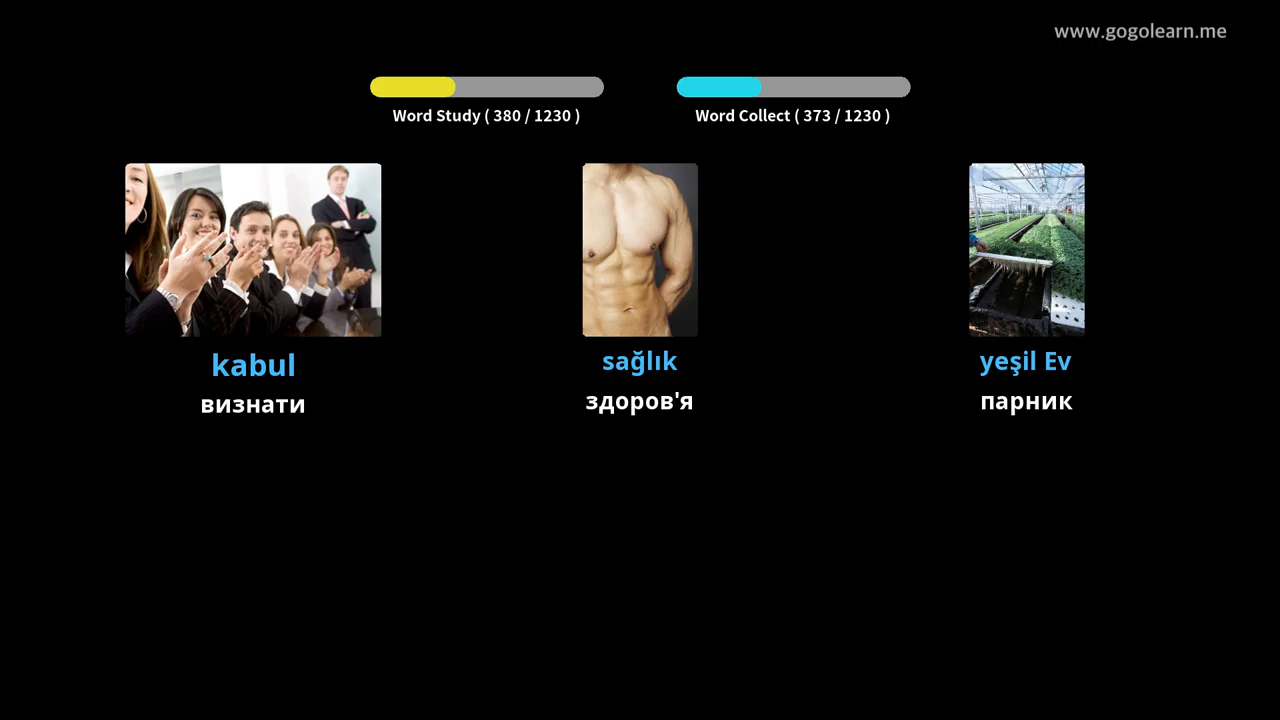 www.gogolearn.me
Word Study ( 380 / 1230 )
Word Collect ( 373 / 1230 )
kabul
визнати
sağlık
здоров'я
yeşil Ev
парник